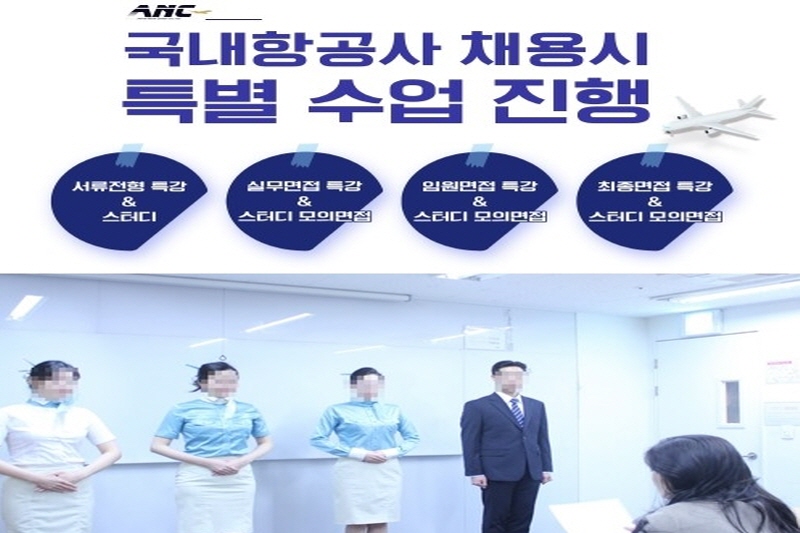 ANC
국내항공사 채용시
특별 수업 진행
서류전형 특강
&
스터디
실무면접 특강
&
스터디 모의면접
임원면접 특강
&
스터디 모의면접
최종면접 특강
&
스터디 모의면접